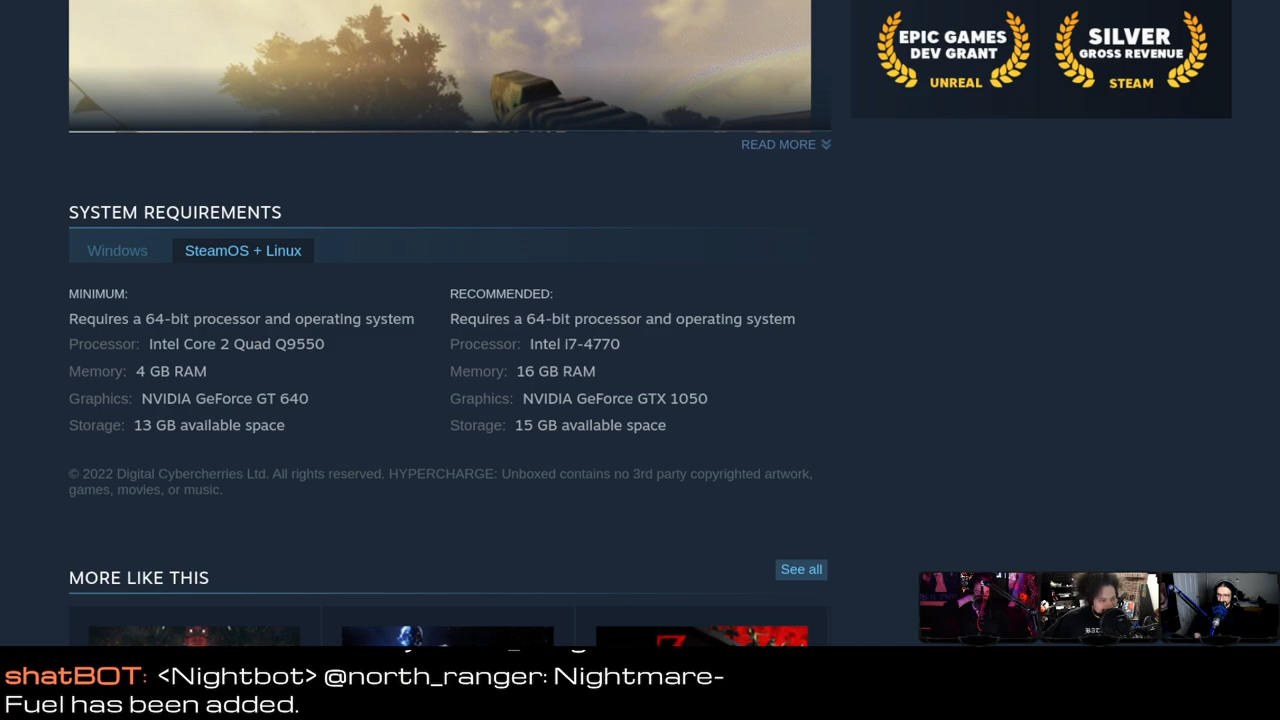 EPIC GAMES
DEV GRANT
UNREAL
SILVER
GROSS REVENUE
STEAM
READ MORE
SYSTEM REQUIREMENTS
Windows
SteamOS + Linux
MINIMUM:
Requires a 64-bit processor and operating system
Processor: Intel Core 2 Quad Q9550
Memory: 4 GB RAM
Graphics: NVIDIA GeForce GT 640
Storage: 13 GB available space
RECOMMENDED:
Requires a 64-bit processor and operating system
Processor: Intel I7-4770
Memory: 16 GB RAM
Graphics: NVIDIA GeForce GTX 1050
Storage: 15 GB available space
© 2022 Digital Cybercherries Ltd. All rights reserved. HYPERCHARGE: Unboxed contains no 3rd party copyrighted artwork,
games, movies, or music.
MORE LIKE THIS
See all
shatBOT: <Nightbot> @north_ranger: Nightmare-
Fuel has been added.